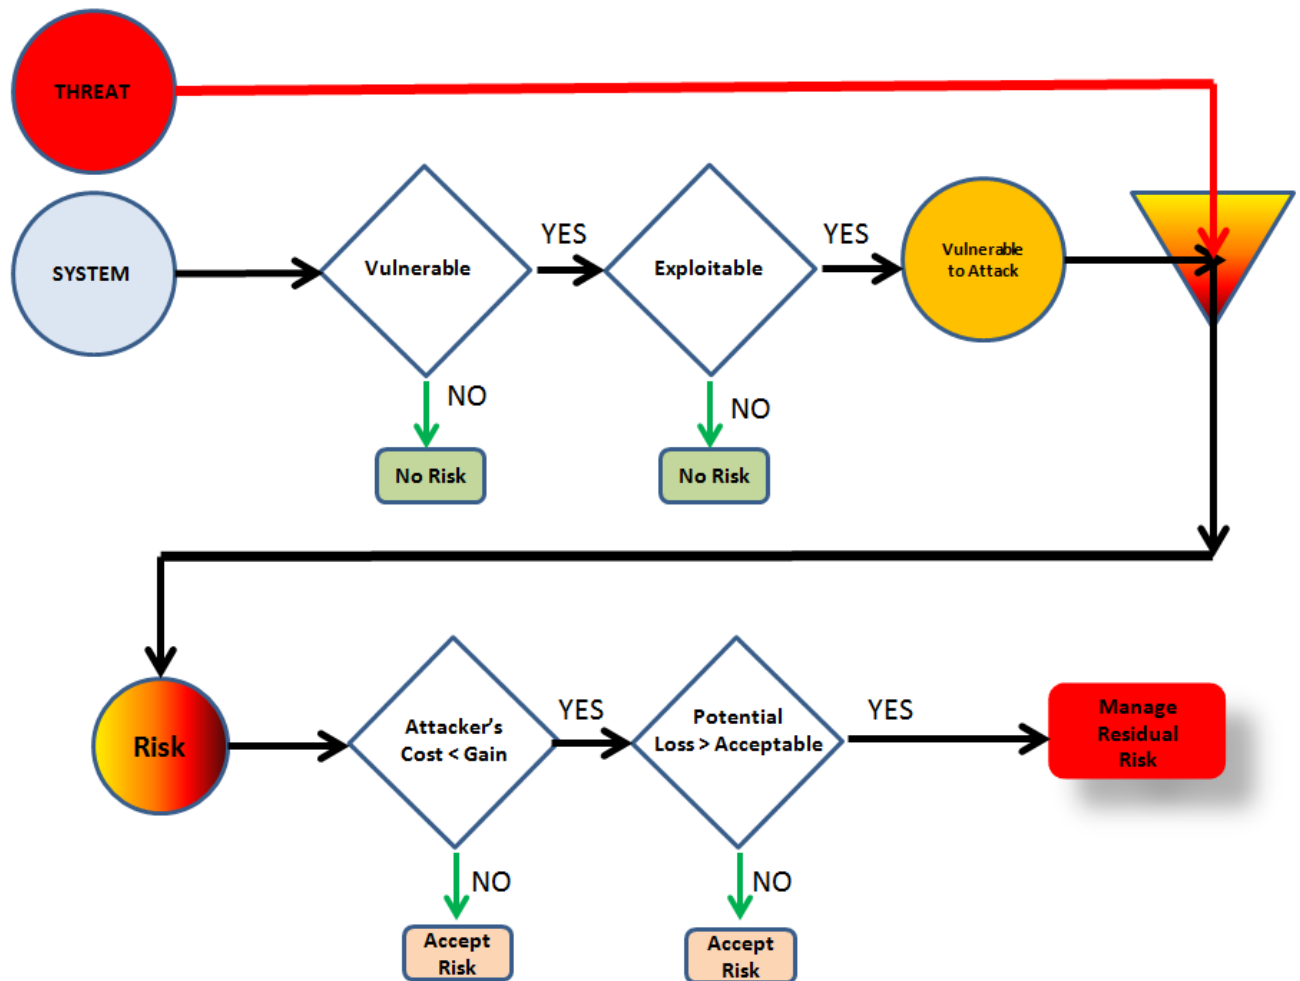 THREAT
SYSTEM
Vulnerable
YES
Exploitable
YES
Vulnerable
to Attack
NO
No Risk
NO
No Risk
Risk
Attacker's
Cost < Gain
YES
Potential
Loss > Acceptable
YES
Manage
Residual
Risk
NO
Accept
Risk
NO
Accept
Risk